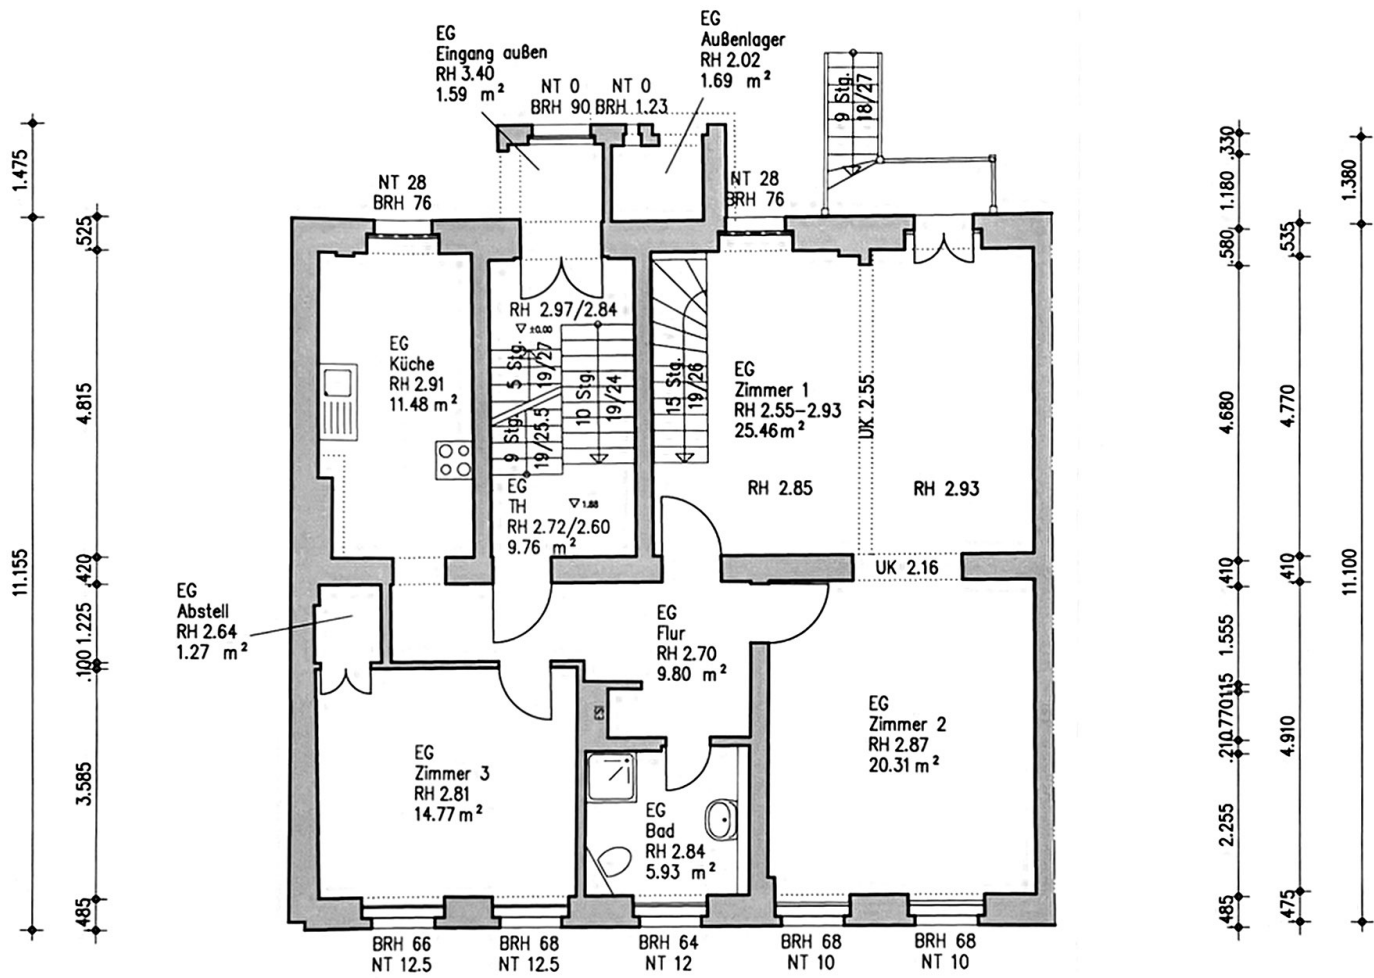 EG
Eingang außen
RH 3.40
1.59 m²
EG
Außenlager
RH 2.02
1.69 m²
NT 0
BRH 90
NT 0
BRH 1.23
9 Stg.
18/27
NT 28
BRH 76
NT 28
BRH 76
RH 2.97/2.84
±0.00
5 Stg.
19/27
9 Stg.
19/25.5
10 Stg.
19/24
15 Stg.
19/26
EG
Küche
RH 2.91
11.48 m²
EG
Zimmer 1
RH 2.55-2.93
25.46 m²
UK 2.55
RH 2.85
RH 2.93
EG
TH
RH 2.72/2.60
9.76 m²
1.88
UK 2.16
EG
Abstell
RH 2.64
1.27 m²
EG
Flur
RH 2.70
9.80 m²
EG
Zimmer 2
RH 2.87
20.31 m²
EG
Zimmer 3
RH 2.81
14.77 m²
EG
Bad
RH 2.84
5.93 m²
BRH 66
NT 12.5
BRH 68
NT 12.5
BRH 64
NT 12
BRH 68
NT 10
BRH 68
NT 10
1.475
11.155
.525
4.815
.420
1.225
.100
3.585
.485
.330
1.180
.580
4.680
.410
1.555
.115
.770
.210
2.255
.485
.535
4.770
.410
4.910
.475
1.380
11.100